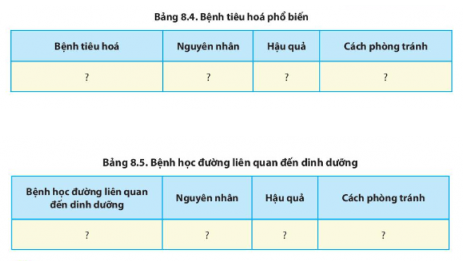 Bảng 8.4. Bệnh tiêu hoá phổ biến
Bệnh tiêu hoá Nguyên nhân Hậu quả Cách phòng tránh
? ? ? ?
Bảng 8.5. Bệnh học đường liên quan đến dinh dưỡng
Bệnh học đường liên quan
đến dinh dưỡng Nguyên nhân Hậu quả Cách phòng tránh
? ? ? ?